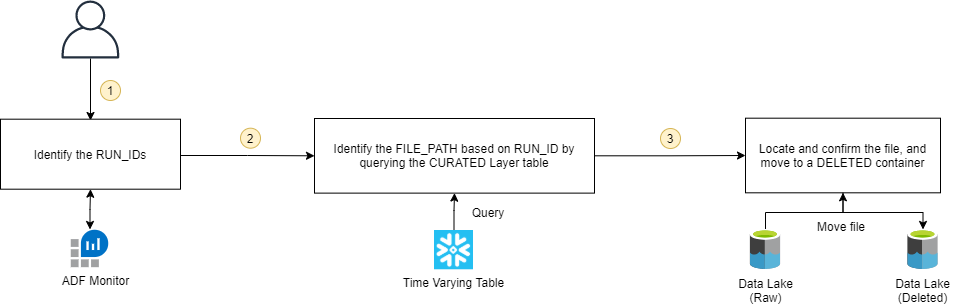 1
Identify the RUN_IDs
ADF Monitor
2
Identify the FILE_PATH based on RUN_ID by
querying the CURATED Layer table
Query
Time Varying Table
3
Locate and confirm the file, and
move to a DELETED container
Move file
Data Lake
(Raw)
Data Lake
(Deleted)